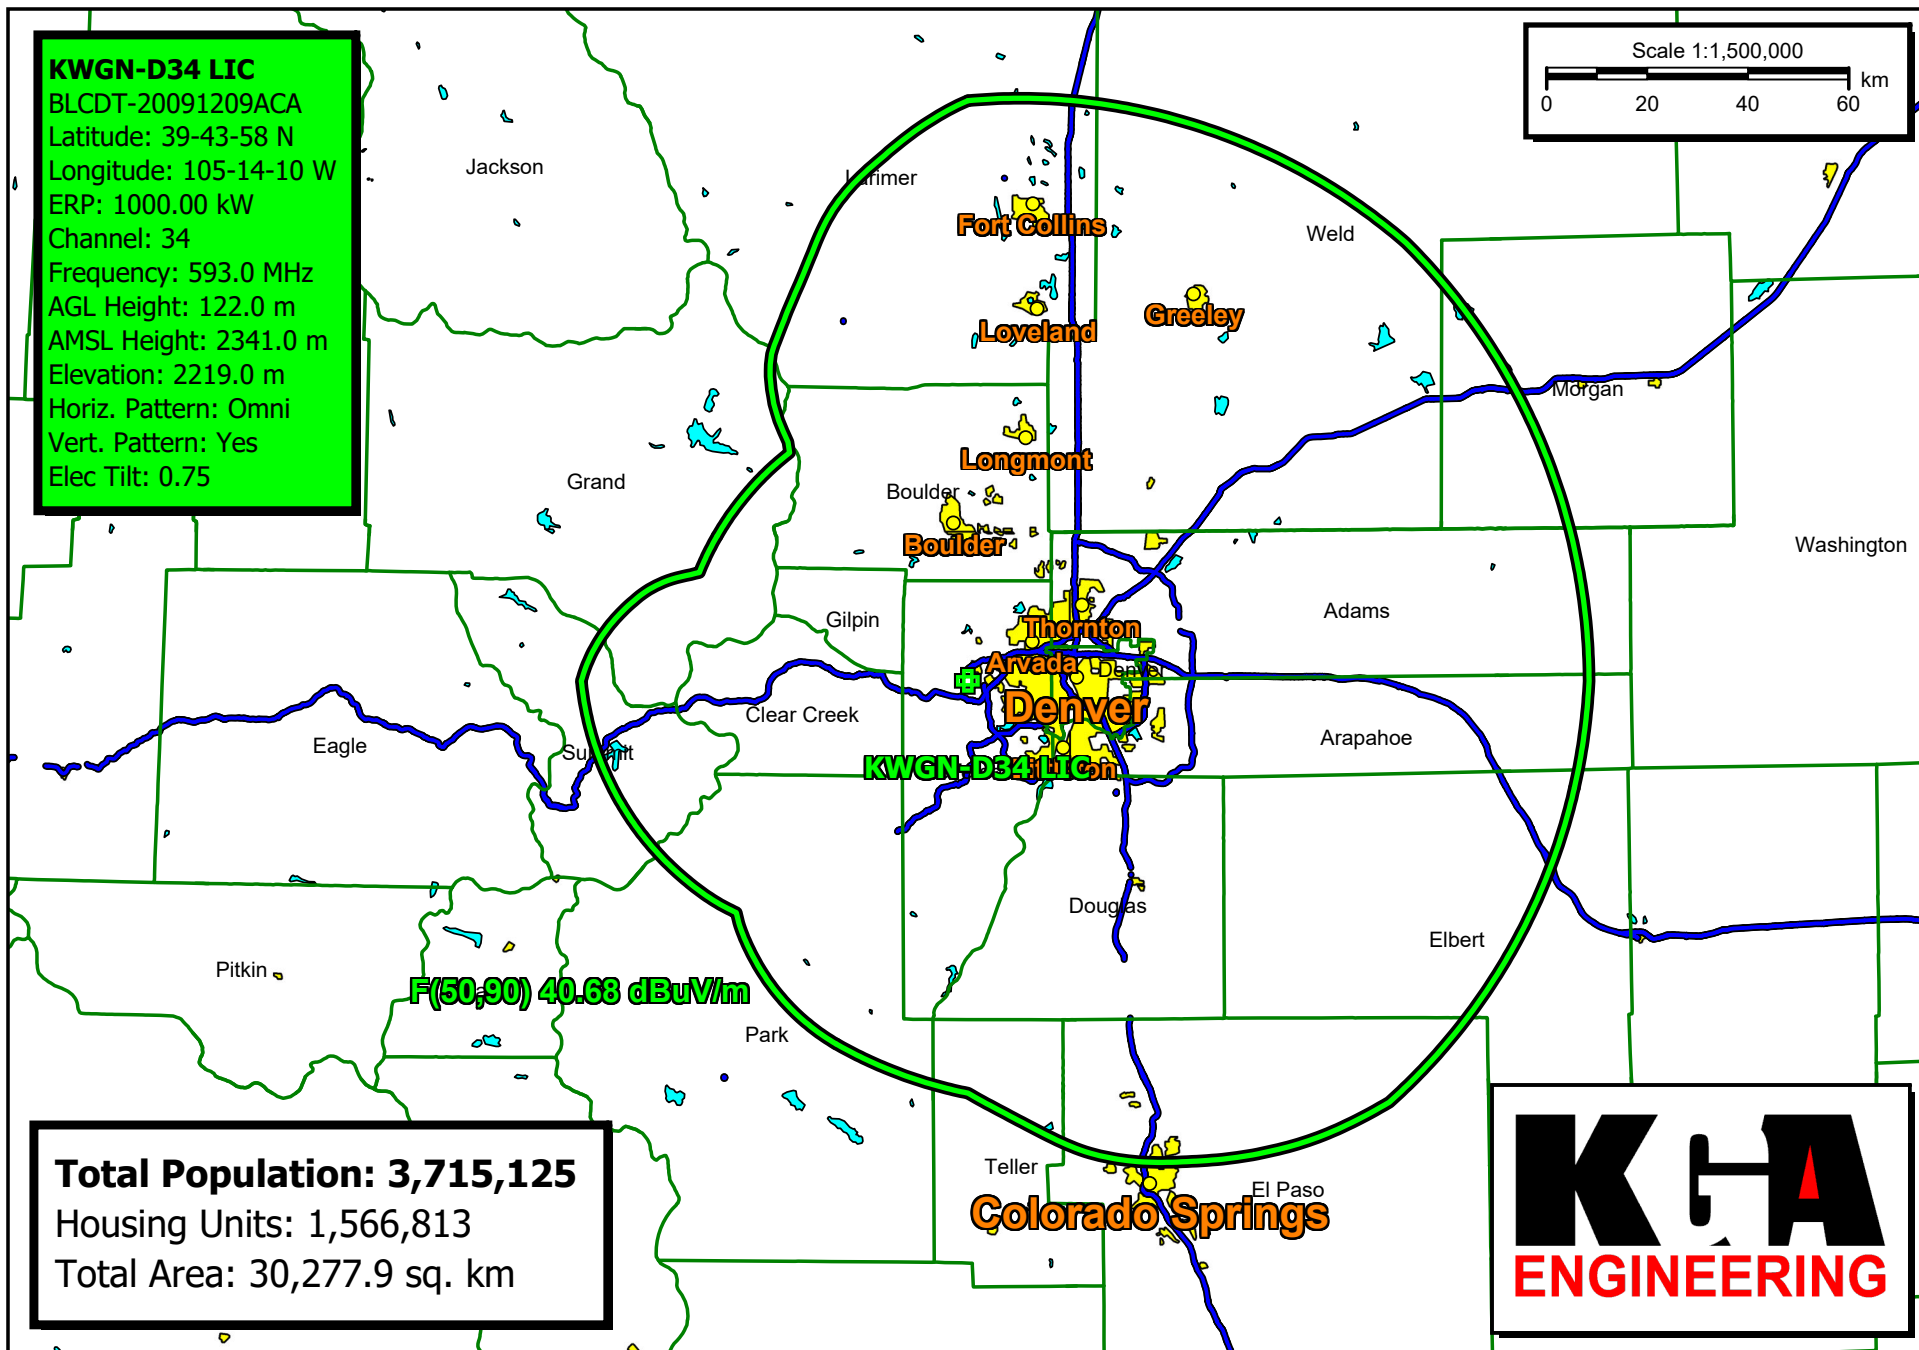 KWGN-D34 LIC
BLCDT-20091209ACA
Latitude: 39-43-58 N
Longitude: 105-14-10 W
ERP: 1000.00 kW
Channel: 34
Frequency: 593.0 MHz
AGL Height: 122.0 m
AMSL Height: 2341.0 m
Elevation: 2219.0 m
Horiz. Pattern: Omni
Vert. Pattern: Yes
Elec Tilt: 0.75
Scale 1:1,500,000
km
0 20 40 60
Jackson
Larimer
Fort Collins
Weld
Loveland
Greeley
Morgan
Longmont
Grand
Boulder
Boulder
Washington
Gilpin
Adams
Thornton
Arvada
Denver
Denver
Clear Creek
Eagle
Summit
Arapahoe
KWGN-D34 LIC
Douglas
Elbert
Pitkin
F(50,90) 40.68 dBuV/m
Park
Teller
El Paso
Colorado Springs
Total Population: 3,715,125
Housing Units: 1,566,813
Total Area: 30,277.9 sq. km
KGA
ENGINEERING